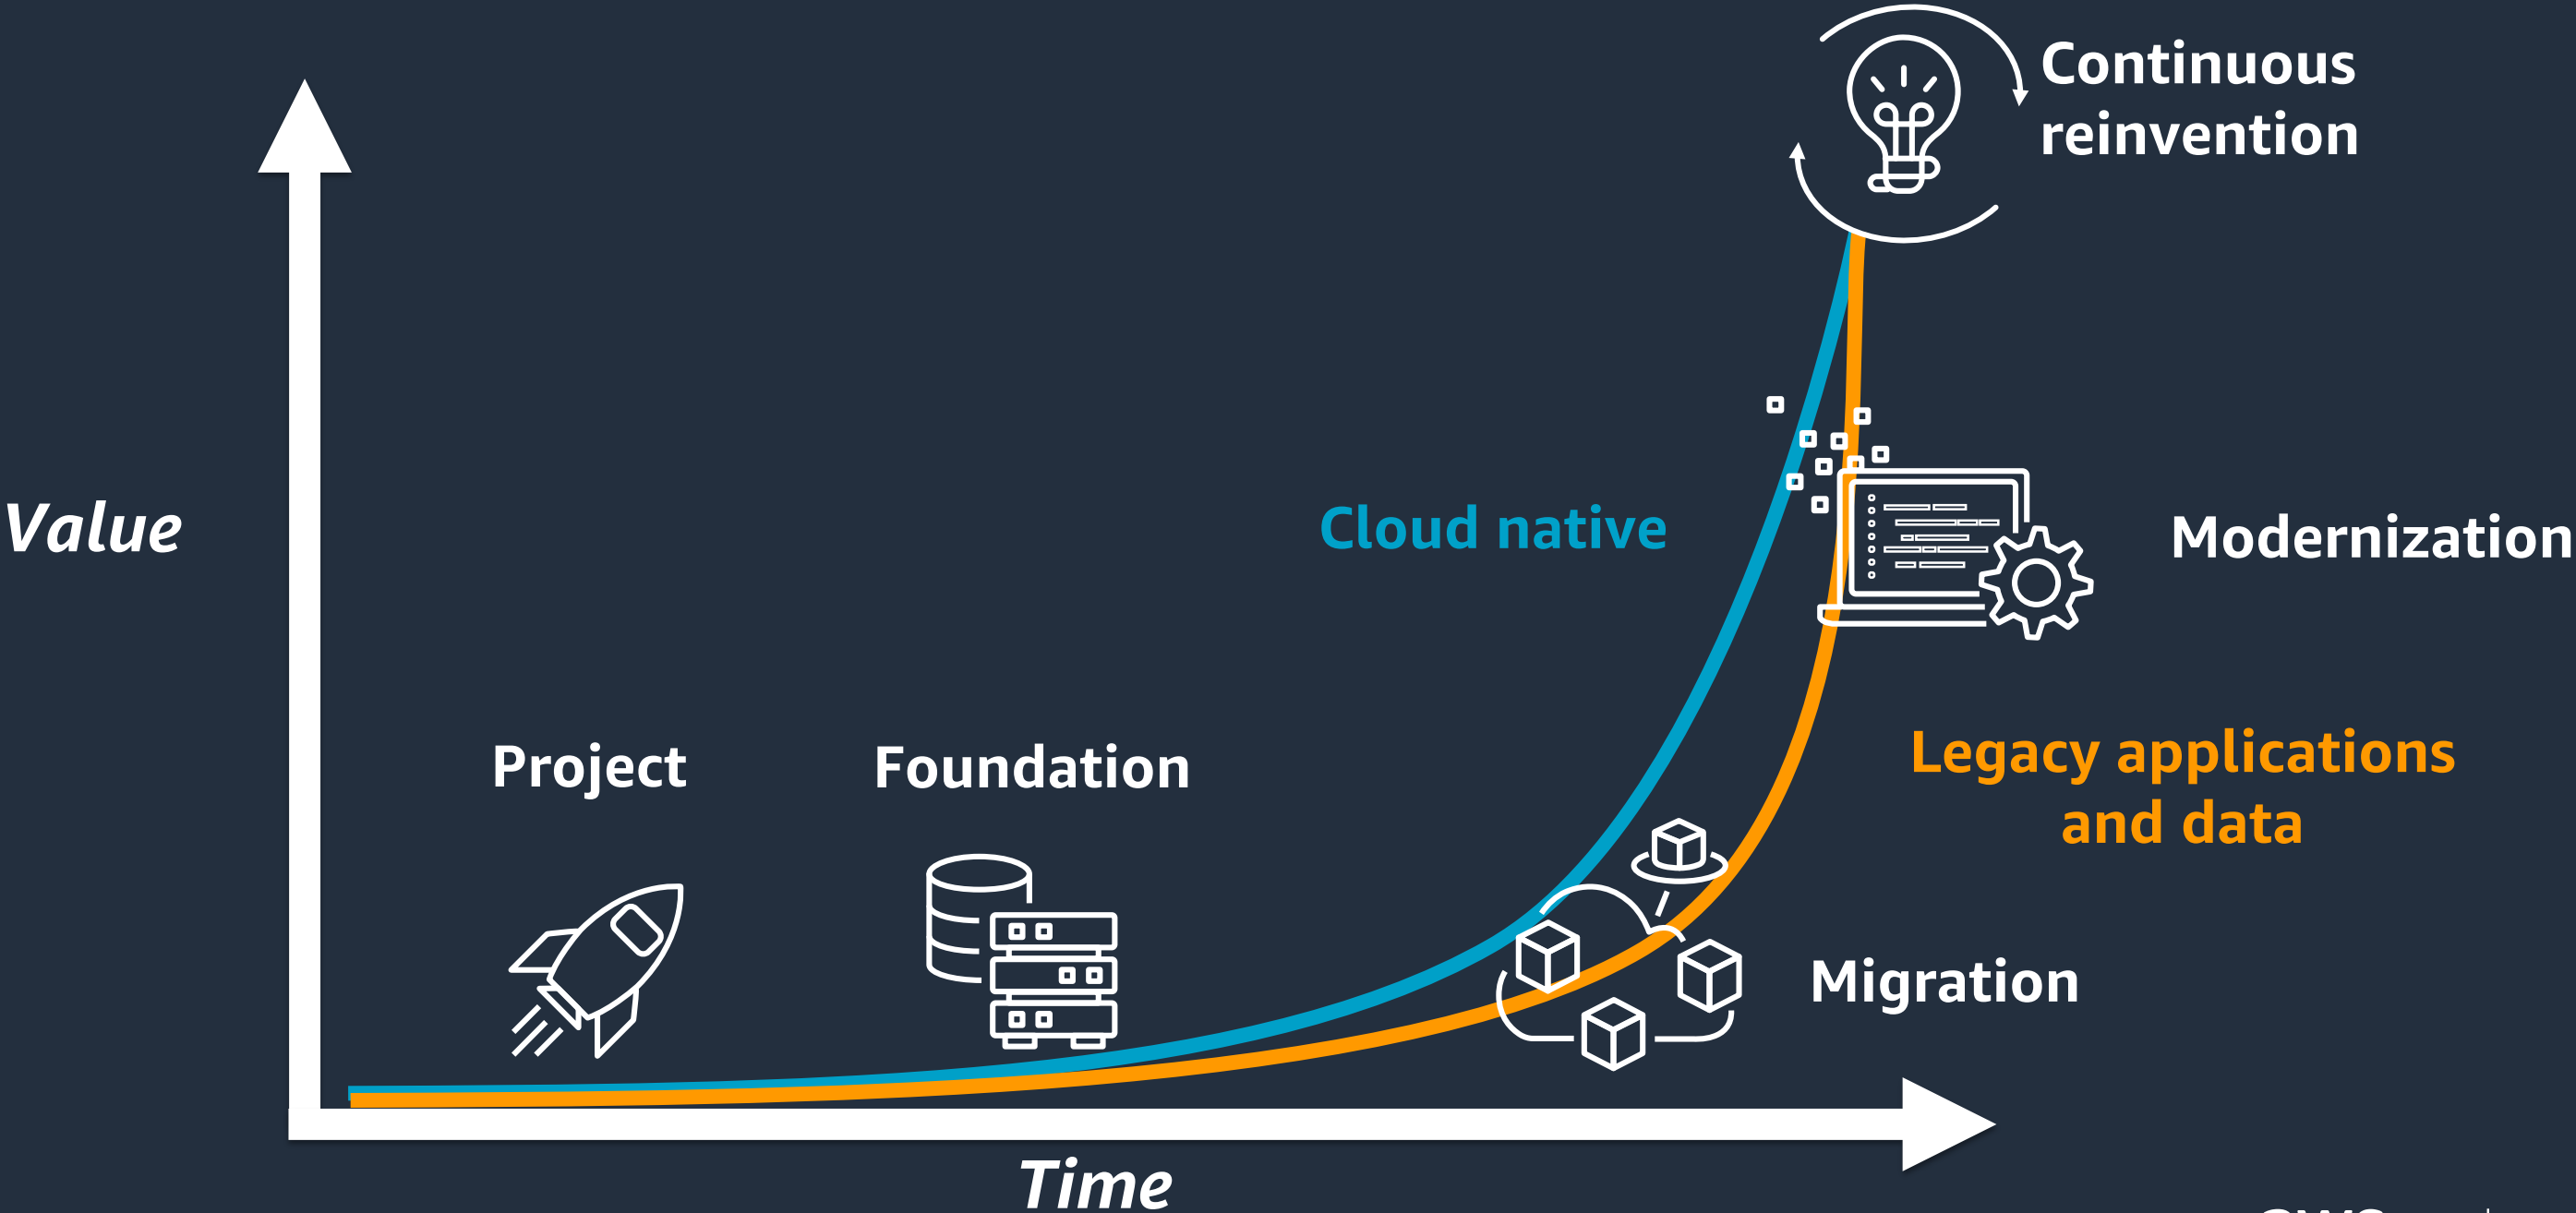 Continuous
reinvention
Value
Cloud native
Modernization
Project
Foundation
Legacy applications
and data
Migration
Time